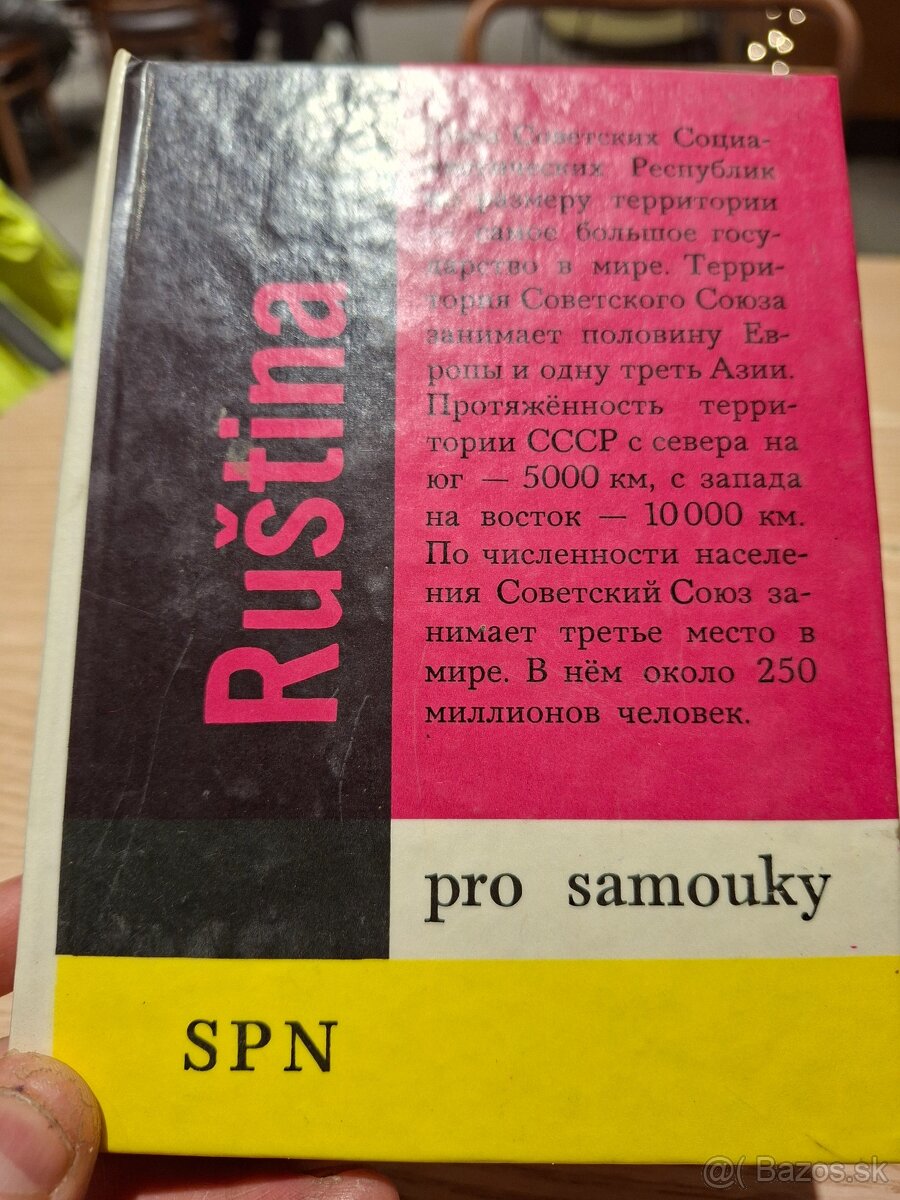 Ruština
Советских Социа-
Республик
размеру территории
самое большое госу-
дарство в мире. Терри-
тория Советского Союза
занимает половину Ев-
ропы и одну треть Азии.
Протяжённость терри-
тории СССР с севера на
юг — 5000 км, с запада
на восток — 10 000 км.
По численности населе-
ния Советский Союз за-
нимает третье место в
мире. В нём около 250
миллионов человек.
pro samouky
SPN
@( Bazos.sk